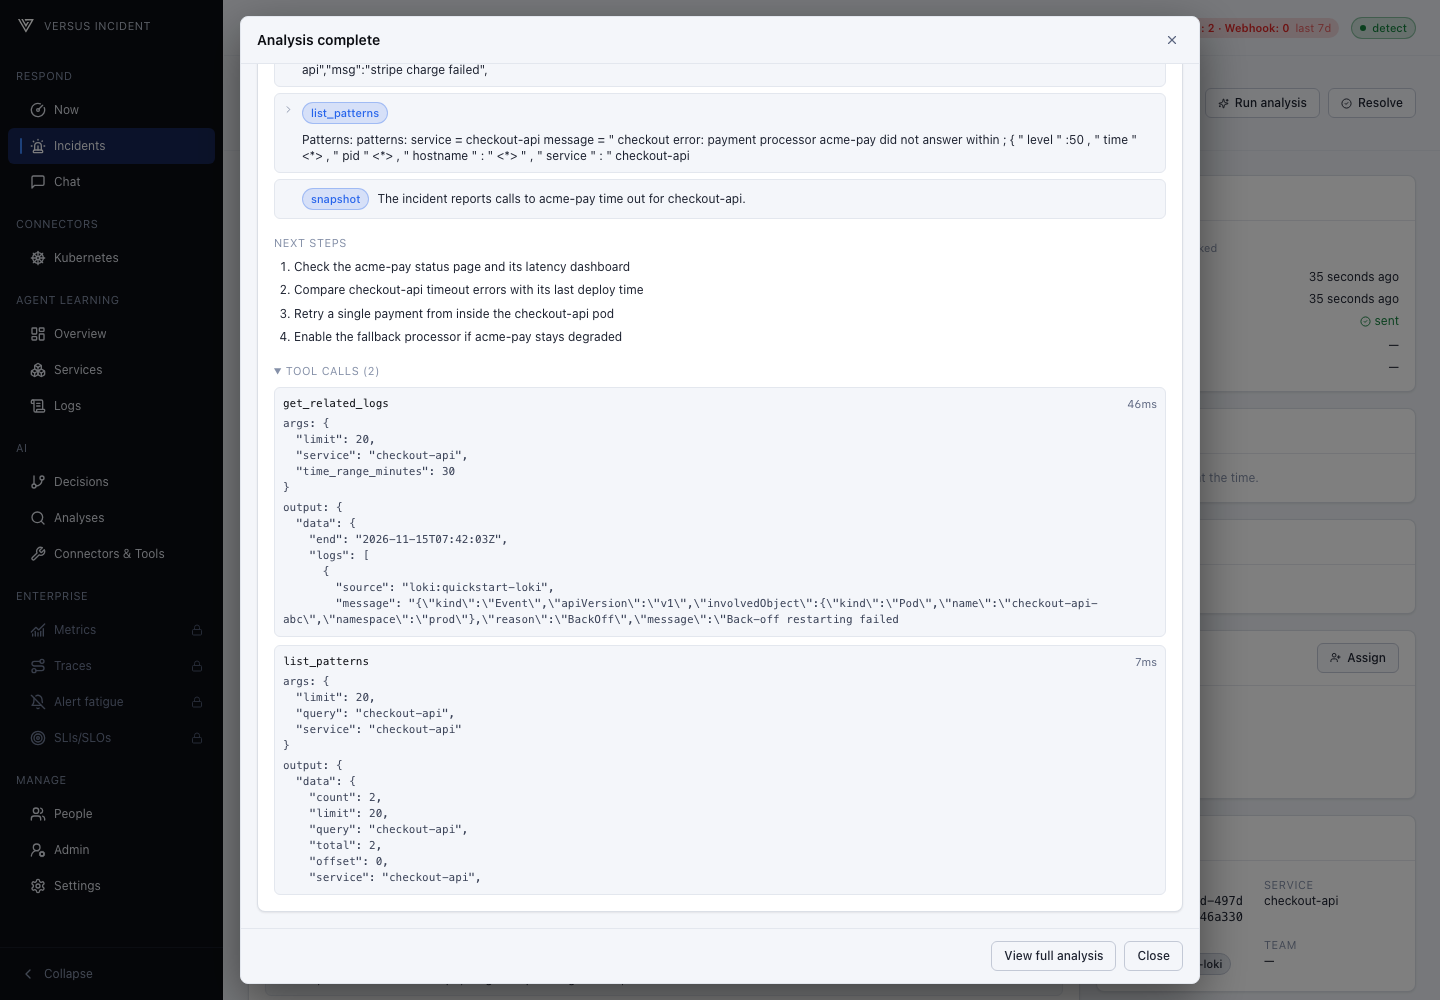 VERSUS INCIDENT
RESPOND
Now
Incidents
Chat
CONNECTORS
Kubernetes
AGENT LEARNING
Overview
Services
Logs
AI
Decisions
Analyses
Connectors & Tools
ENTERPRISE
Metrics
Traces
Alert fatigue
SLIs/SLOs
MANAGE
People
Admin
Settings
Collapse
: 2 · Webhook: 0 last 7d
detect
Run analysis
Resolve
35 seconds ago
35 seconds ago
sent
—
—
t the time.
Assign
d-497d
46a330
SERVICE
checkout-api
TEAM
—
-loki
Analysis complete
api","msg":"stripe charge failed",
list_patterns
Patterns: patterns: service = checkout-api message = " checkout error: payment processor acme-pay did not answer within ; { " level " :50 , " time "
<*> , " pid " <*> , " hostname " : " <*> " , " service " : " checkout-api
snapshot The incident reports calls to acme-pay time out for checkout-api.
NEXT STEPS
1. Check the acme-pay status page and its latency dashboard
2. Compare checkout-api timeout errors with its last deploy time
3. Retry a single payment from inside the checkout-api pod
4. Enable the fallback processor if acme-pay stays degraded
▼ TOOL CALLS (2)
get_related_logs 46ms
args: {
"limit": 20,
"service": "checkout-api",
"time_range_minutes": 30
}
output: {
"data": {
"end": "2026-11-15T07:42:03Z",
"logs": [
{
"source": "loki:quickstart-loki",
"message": "{\"kind\":\"Event\",\"apiVersion\":\"v1\",\"involvedObject\":{\"kind\":\"Pod\",\"name\":\"checkout-api-
abc\",\"namespace\":\"prod\"},\"reason\":\"BackOff\",\"message\":\"Back-off restarting failed
list_patterns 7ms
args: {
"limit": 20,
"query": "checkout-api",
"service": "checkout-api"
}
output: {
"data": {
"count": 2,
"limit": 20,
"query": "checkout-api",
"total": 2,
"offset": 0,
"service": "checkout-api",
View full analysis
Close